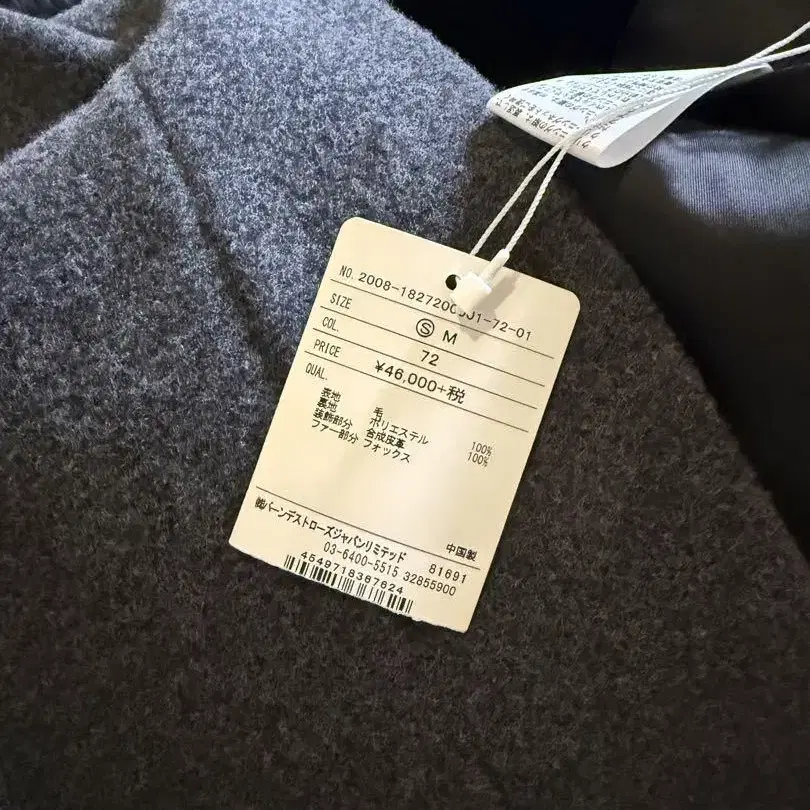 NO. 2008-1827200001-72-01
SIZE Ⓢ M
COL. 72
PRICE ¥46,000+税
QUAL.
表地 毛 100%
裏地 ポリエステル 100%
装飾部分 合成皮革
ファー部分 フォックス
㈱バーンデストローズジャパンリミテッド 中国製
03-6400-5515 81691
32855900
4549718367624